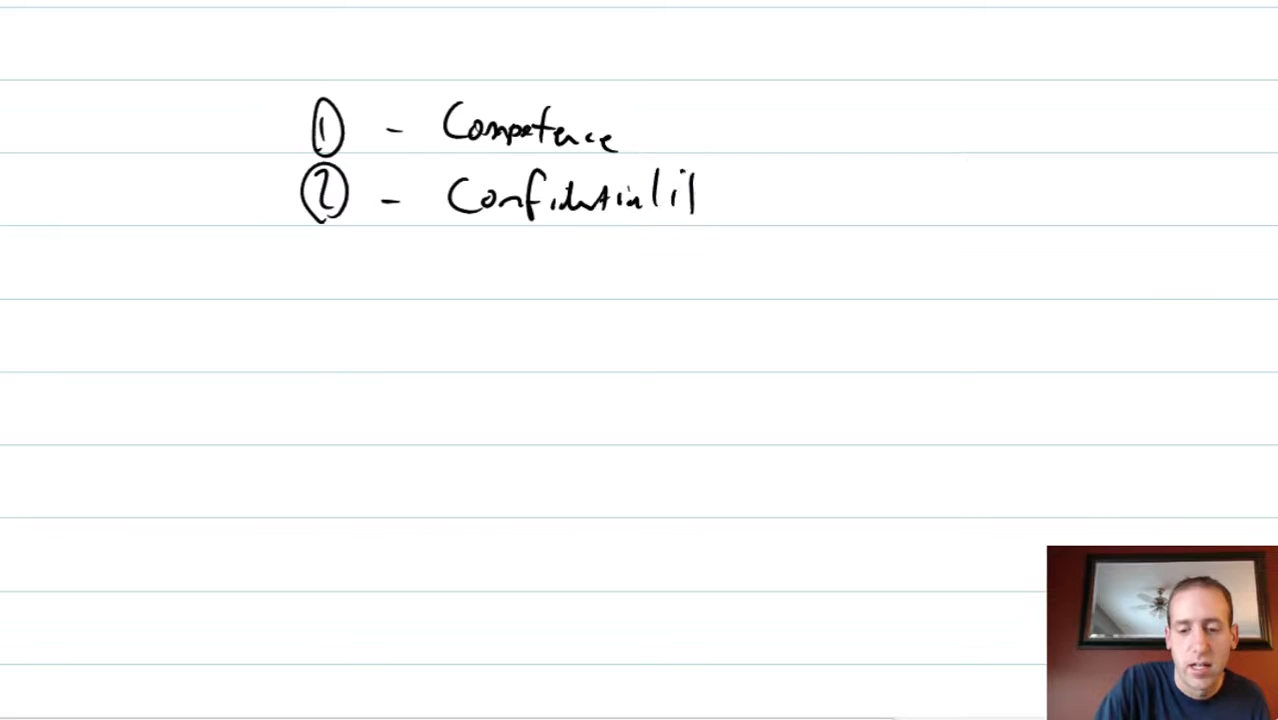 ① - Competence
② - Confidentialit